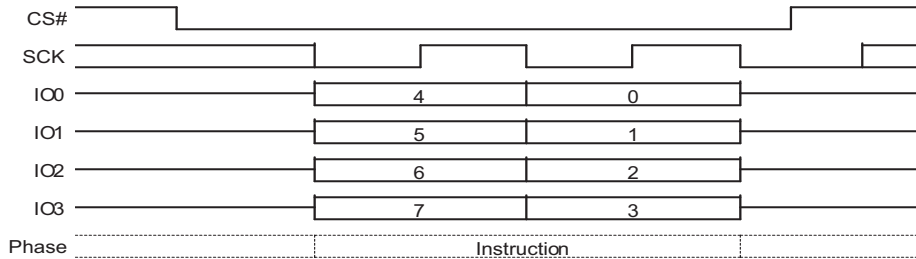 CS#
SCK
IO0 4 0
IO1 5 1
IO2 6 2
IO3 7 3
Phase Instruction